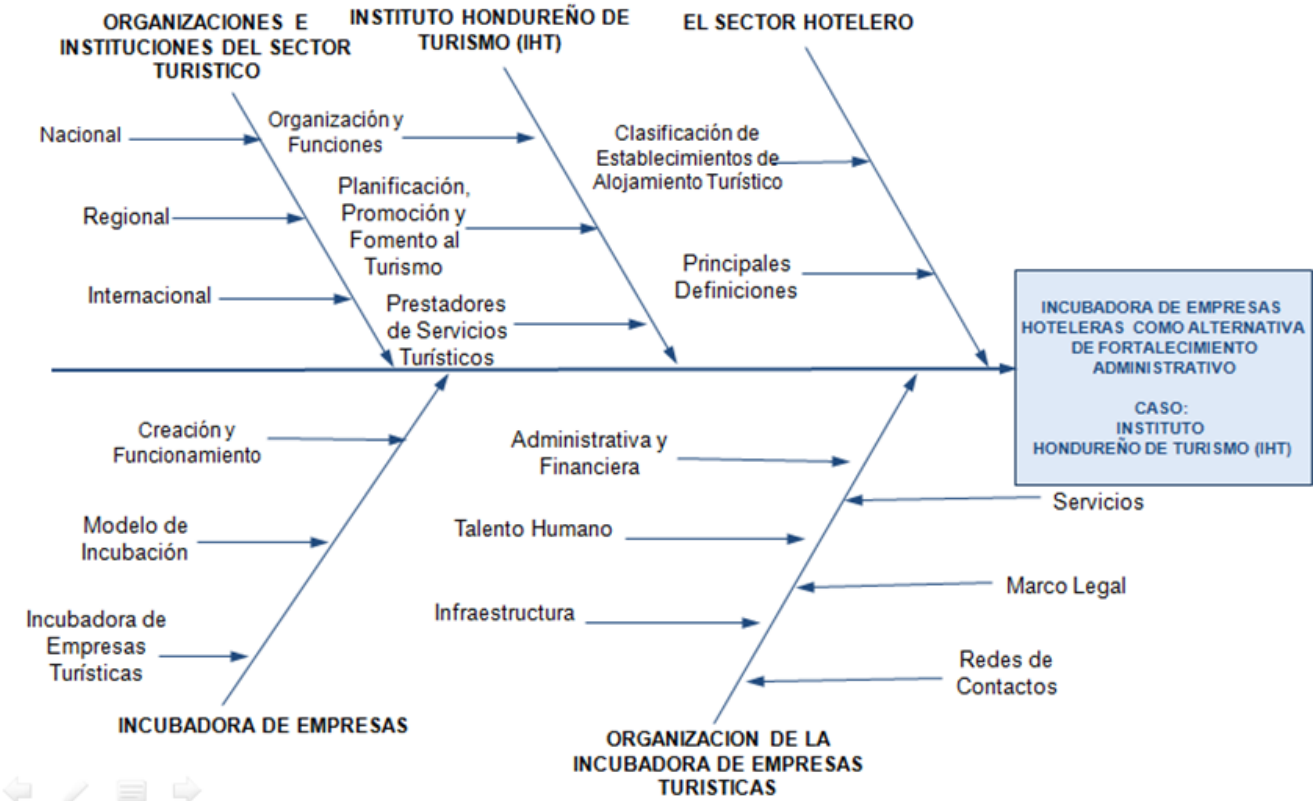 ORGANIZACIONES E
INSTITUCIONES DEL SECTOR
TURISTICO
INSTITUTO HONDUREÑO DE
TURISMO (IHT)
EL SECTOR HOTELERO
Nacional
Regional
Internacional
Organización y
Funciones
Planificación,
Promoción y
Fomento al
Turismo
Prestadores
de Servicios
Turísticos
Clasificación de
Establecimientos de
Alojamiento Turístico
Principales
Definiciones
INCUBADORA DE EMPRESAS
HOTELERAS COMO ALTERNATIVA
DE FORTALECIMIENTO
ADMINISTRATIVO
CASO:
INSTITUTO
HONDUREÑO DE TURISMO (IHT)
Creación y
Funcionamiento
Modelo de
Incubación
Incubadora de
Empresas
Turísticas
INCUBADORA DE EMPRESAS
Administrativa y
Financiera
Talento Humano
Infraestructura
Servicios
Marco Legal
Redes de
Contactos
ORGANIZACION DE LA
INCUBADORA DE EMPRESAS
TURISTICAS